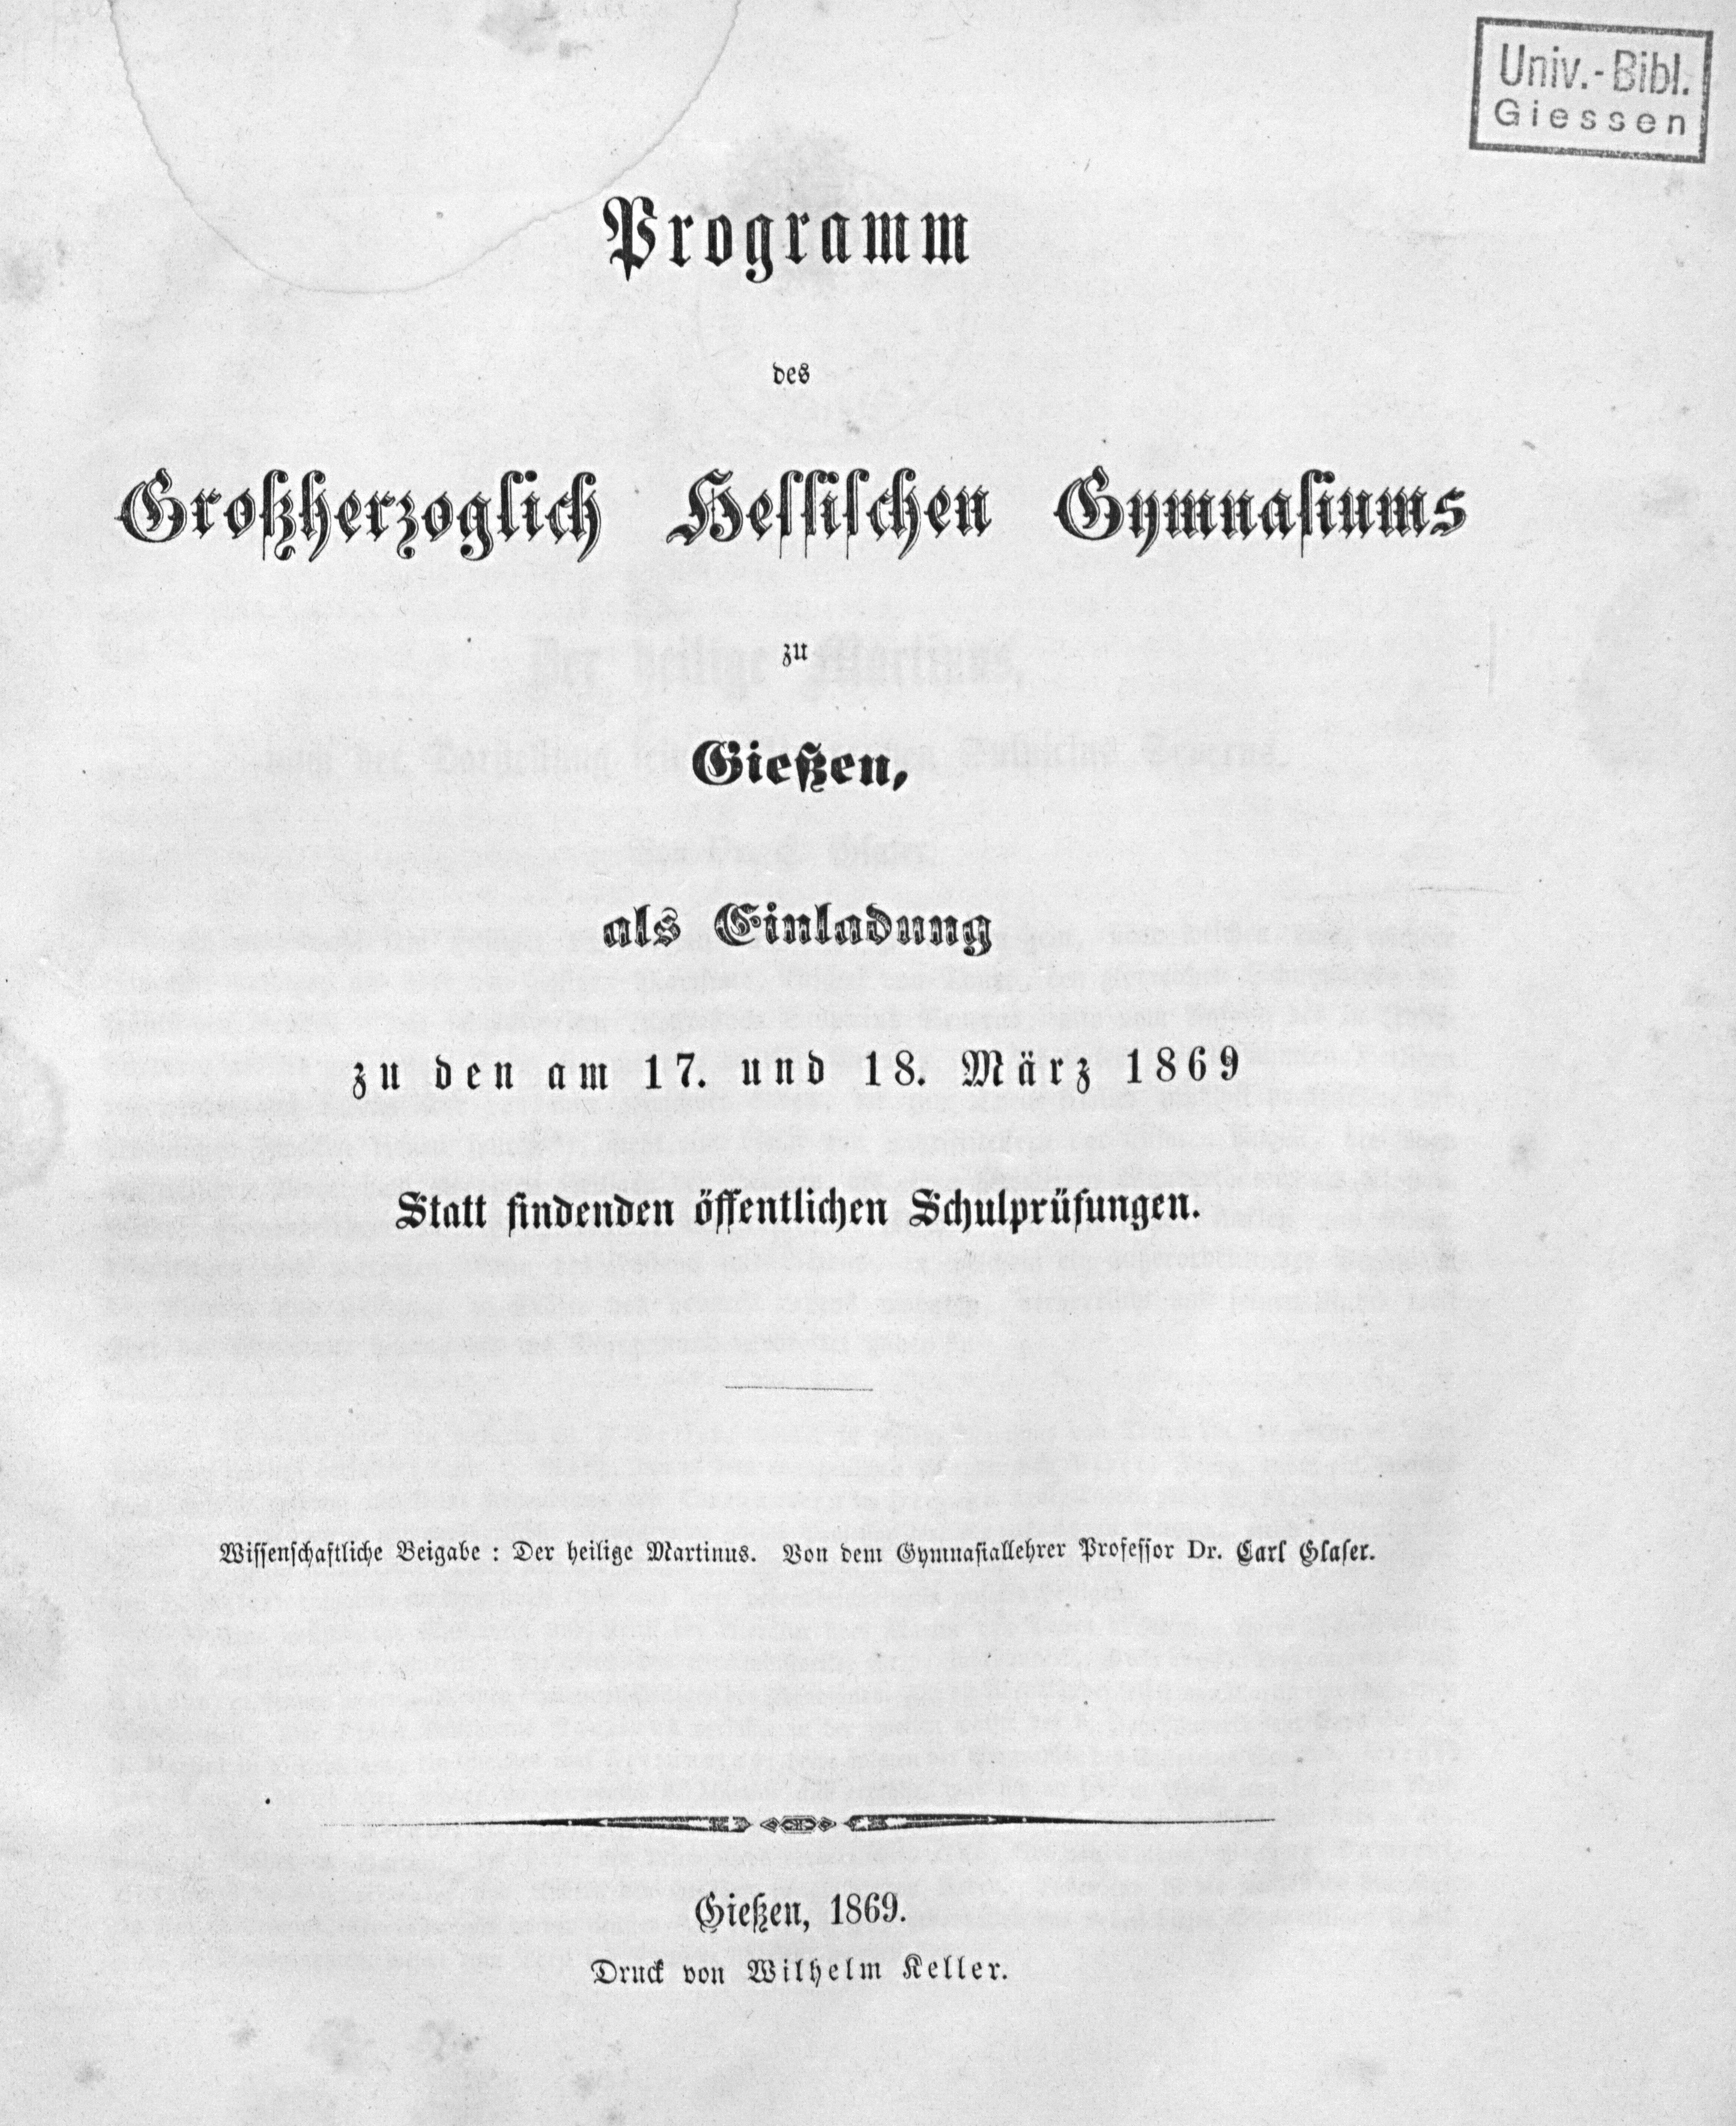 Univ.-Bibl.
Giessen
Programm
des
Großherzoglich Hessischen Gymnasiums
zu
Gießen,
als Einladung
zu den am 17. und 18. März 1869
Statt findenden öffentlichen Schulprüfungen.
Wissenschaftliche Beigabe : Der heilige Martinus. Von dem Gymnasiallehrer Professor Dr. Carl Glaser.
Gießen, 1869.
Druck von Wilhelm Keller.